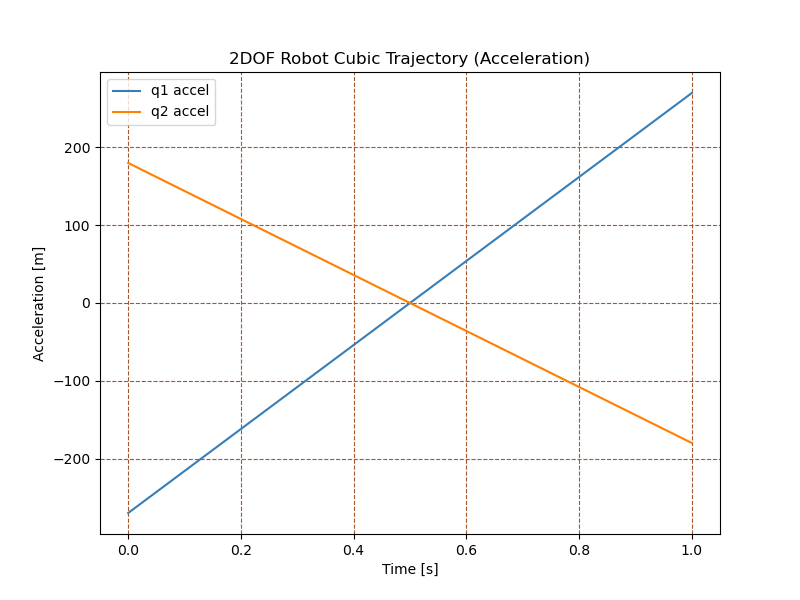 2DOF Robot Cubic Trajectory (Acceleration)
q1 accel
q2 accel
200
100
0
−100
−200
Acceleration [m]
0.0 0.2 0.4 0.6 0.8 1.0
Time [s]